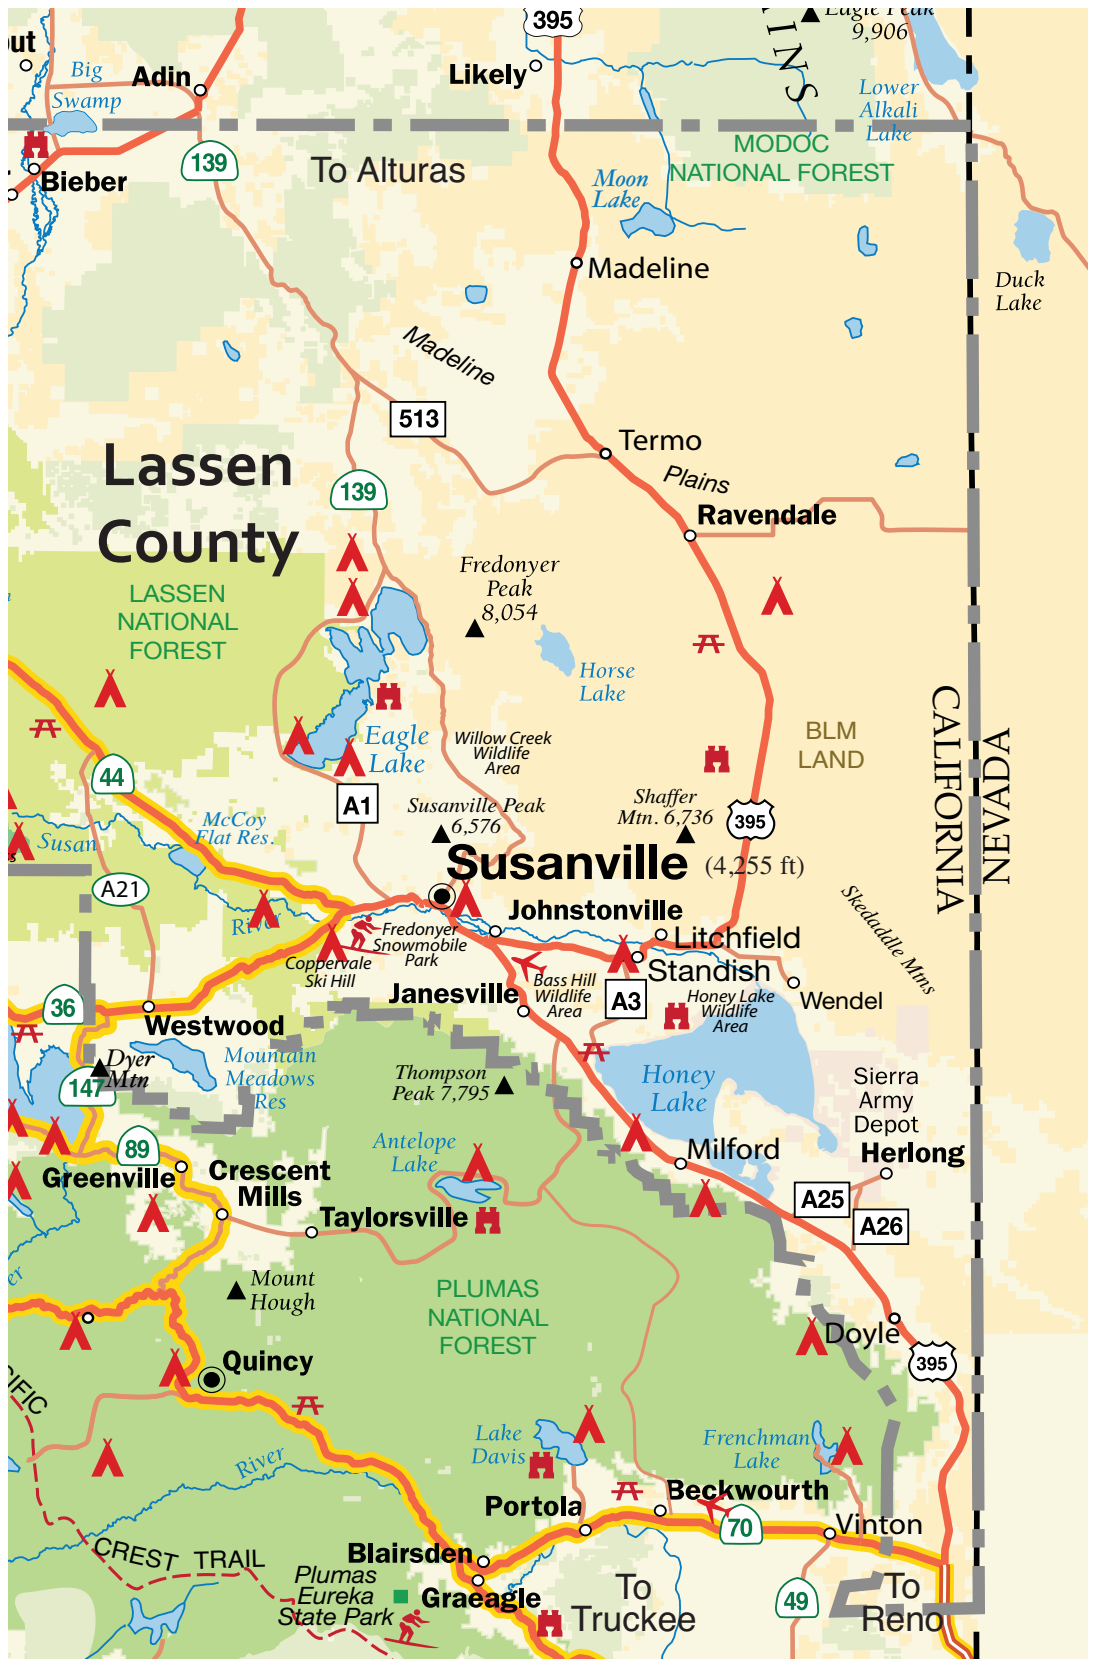 395
Eagle Peak
9,906
out
Big
Swamp
Adin
Likely
Lower
Alkali
Lake
INS
139
To Alturas
MODOC
NATIONAL FOREST
Bieber
Moon
Lake
Madeline
Duck
Lake
Madeline
513
Termo
Plains
Lassen
County
139
Ravendale
Fredonyer
Peak
8,054
LASSEN
NATIONAL
FOREST
Horse
Lake
Eagle
Lake
Willow Creek
Wildlife
Area
BLM
LAND
CALIFORNIA
NEVADA
44
A1
McCoy
Flat Res.
Susan
Susanville Peak
6,576
Shaffer
Mtn. 6,736
395
Susanville (4,255 ft)
A21
River
Johnstonville
Litchfield
Skedaddle Mtns
Fredonyer
Snowmobile
Park
Coppervale
Ski Hill
Standish
Bass Hill
Wildlife
Area
A3
Honey Lake
Wildlife
Area
Wendel
Janesville
36
Westwood
Dyer
Mtn
147
Mountain
Meadows
Res
Thompson
Peak 7,795
Honey
Lake
Sierra
Army
Depot
Herlong
89
Antelope
Lake
Milford
Greenville
Crescent
Mills
A25
A26
Taylorsville
er
Mount
Hough
PLUMAS
NATIONAL
FOREST
Doyle
395
Quincy
IFIC
Lake
Davis
Frenchman
Lake
River
Beckwourth
Portola
70
Vinton
CREST TRAIL
Blairsden
Plumas
Eureka
State Park
Graeagle
To
Truckee
49
To
Reno